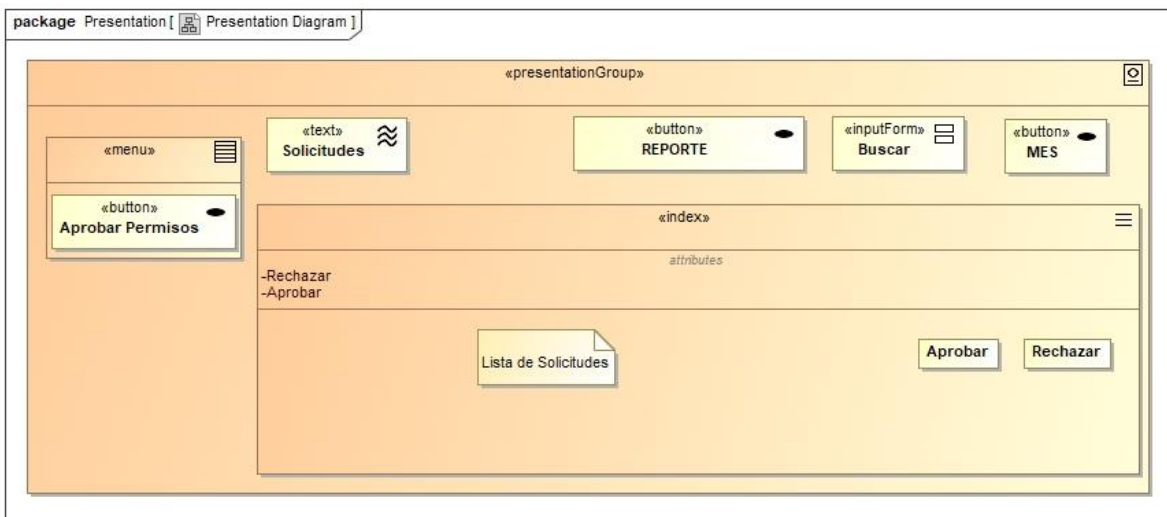 package Presentation [ Presentation Diagram ]
«presentationGroup»
«menu»
«button»
Aprobar Permisos
«text»
Solicitudes
«button»
REPORTE
«inputForm»
Buscar
«button»
MES
«index»
attributes
-Rechazar
-Aprobar
Lista de Solicitudes
Aprobar
Rechazar